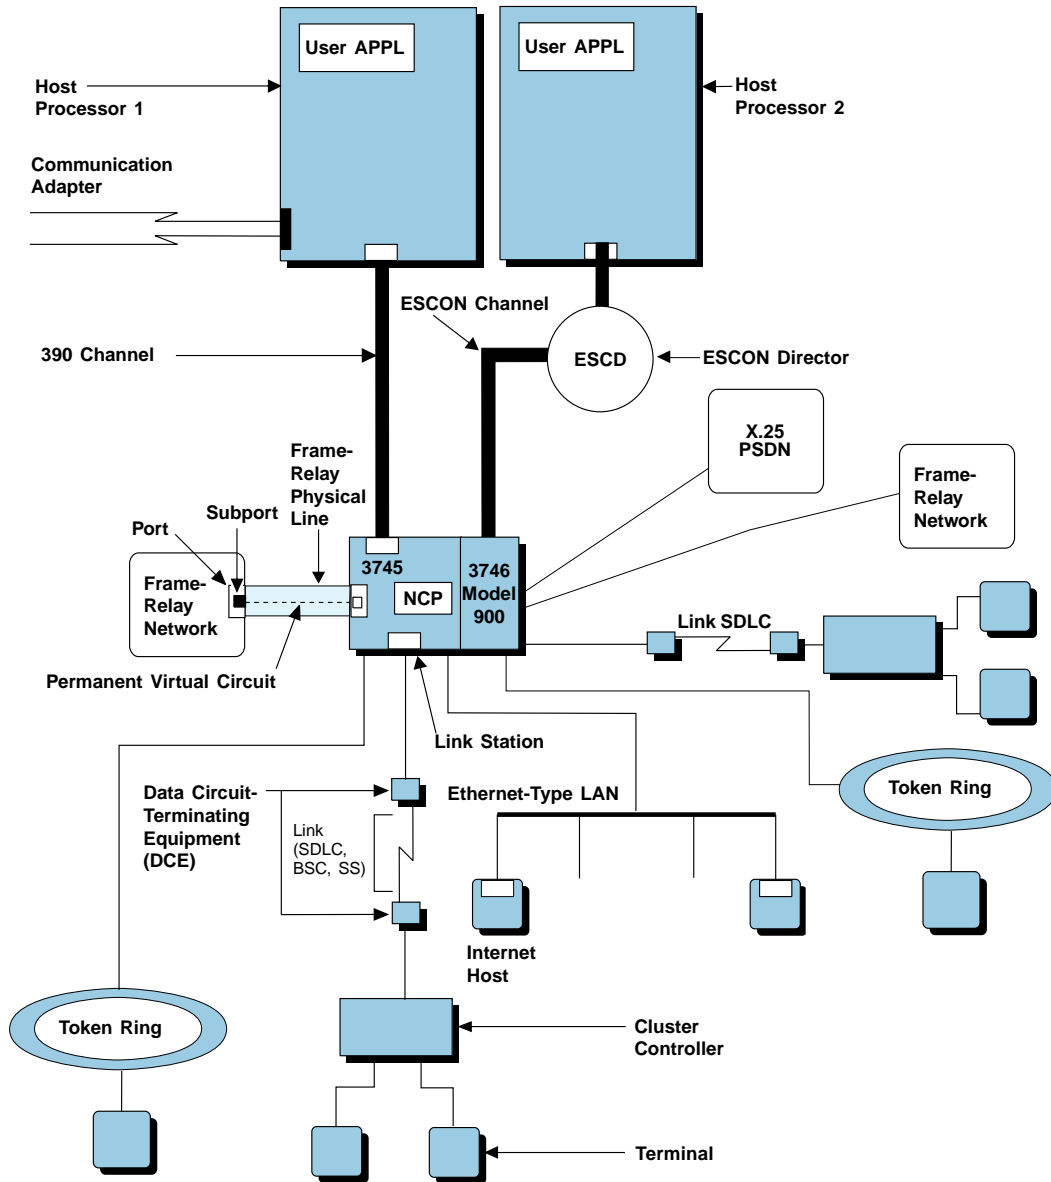 User APPL
User APPL
Host
Processor 1
Host
Processor 2
Communication
Adapter
ESCON Channel
390 Channel
ESCD
ESCON Director
X.25
PSDN
Frame-
Relay
Physical
Line
Frame-
Relay
Network
Subport
Port
3745
3746
Model
900
NCP
Frame-
Relay
Network
Link SDLC
Permanent Virtual Circuit
Link Station
Data Circuit-
Terminating
Equipment
(DCE)
Ethernet-Type LAN
Token Ring
Link
(SDLC,
BSC, SS)
Internet
Host
Token Ring
Cluster
Controller
Terminal